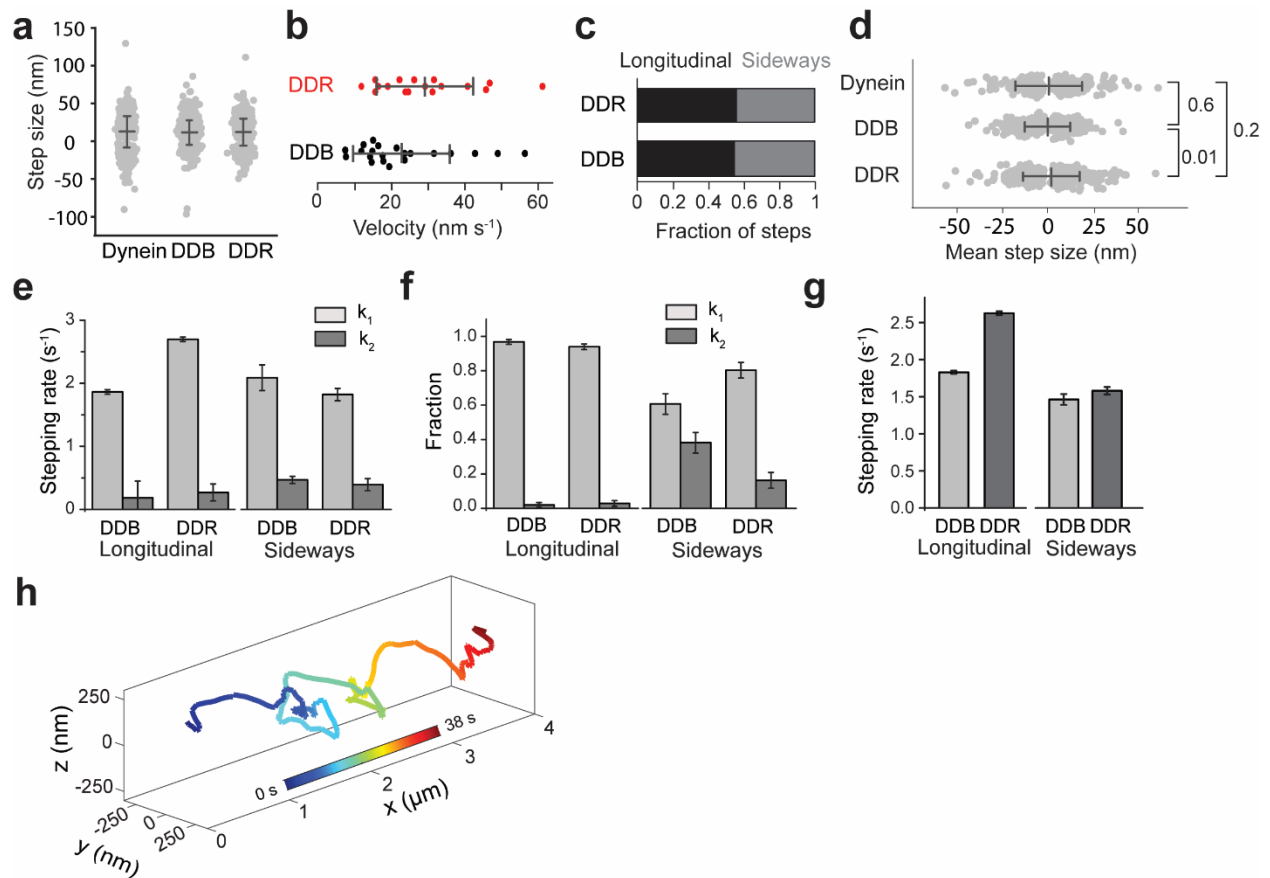 a
Step size (nm)
150
100
50
0
-50
-100
Dynein DDB DDR
b
DDR
DDB
0 20 40 60
Velocity (nm s⁻¹)
c
Longitudinal Sideways
DDR
DDB
0 0.2 0.4 0.6 0.8 1
Fraction of steps
d
Dynein
DDB
DDR
0.6
0.01
0.2
-50 -25 0 25 50
Mean step size (nm)
e
Stepping rate (s⁻¹)
3
2
1
0
k₁
k₂
DDB DDR DDB DDR
Longitudinal Sideways
f
Fraction
1.0
0.8
0.6
0.4
0.2
0.0
k₁
k₂
DDB DDR DDB DDR
Longitudinal Sideways
g
Stepping rate (s⁻¹)
2.5
2.0
1.5
1.0
0.5
0.0
DDB DDR DDB DDR
Longitudinal Sideways
h
z (nm)
250
0
-250
y (nm)
-250
0
250
0 s
38 s
x (μm)
0
1
2
3
4